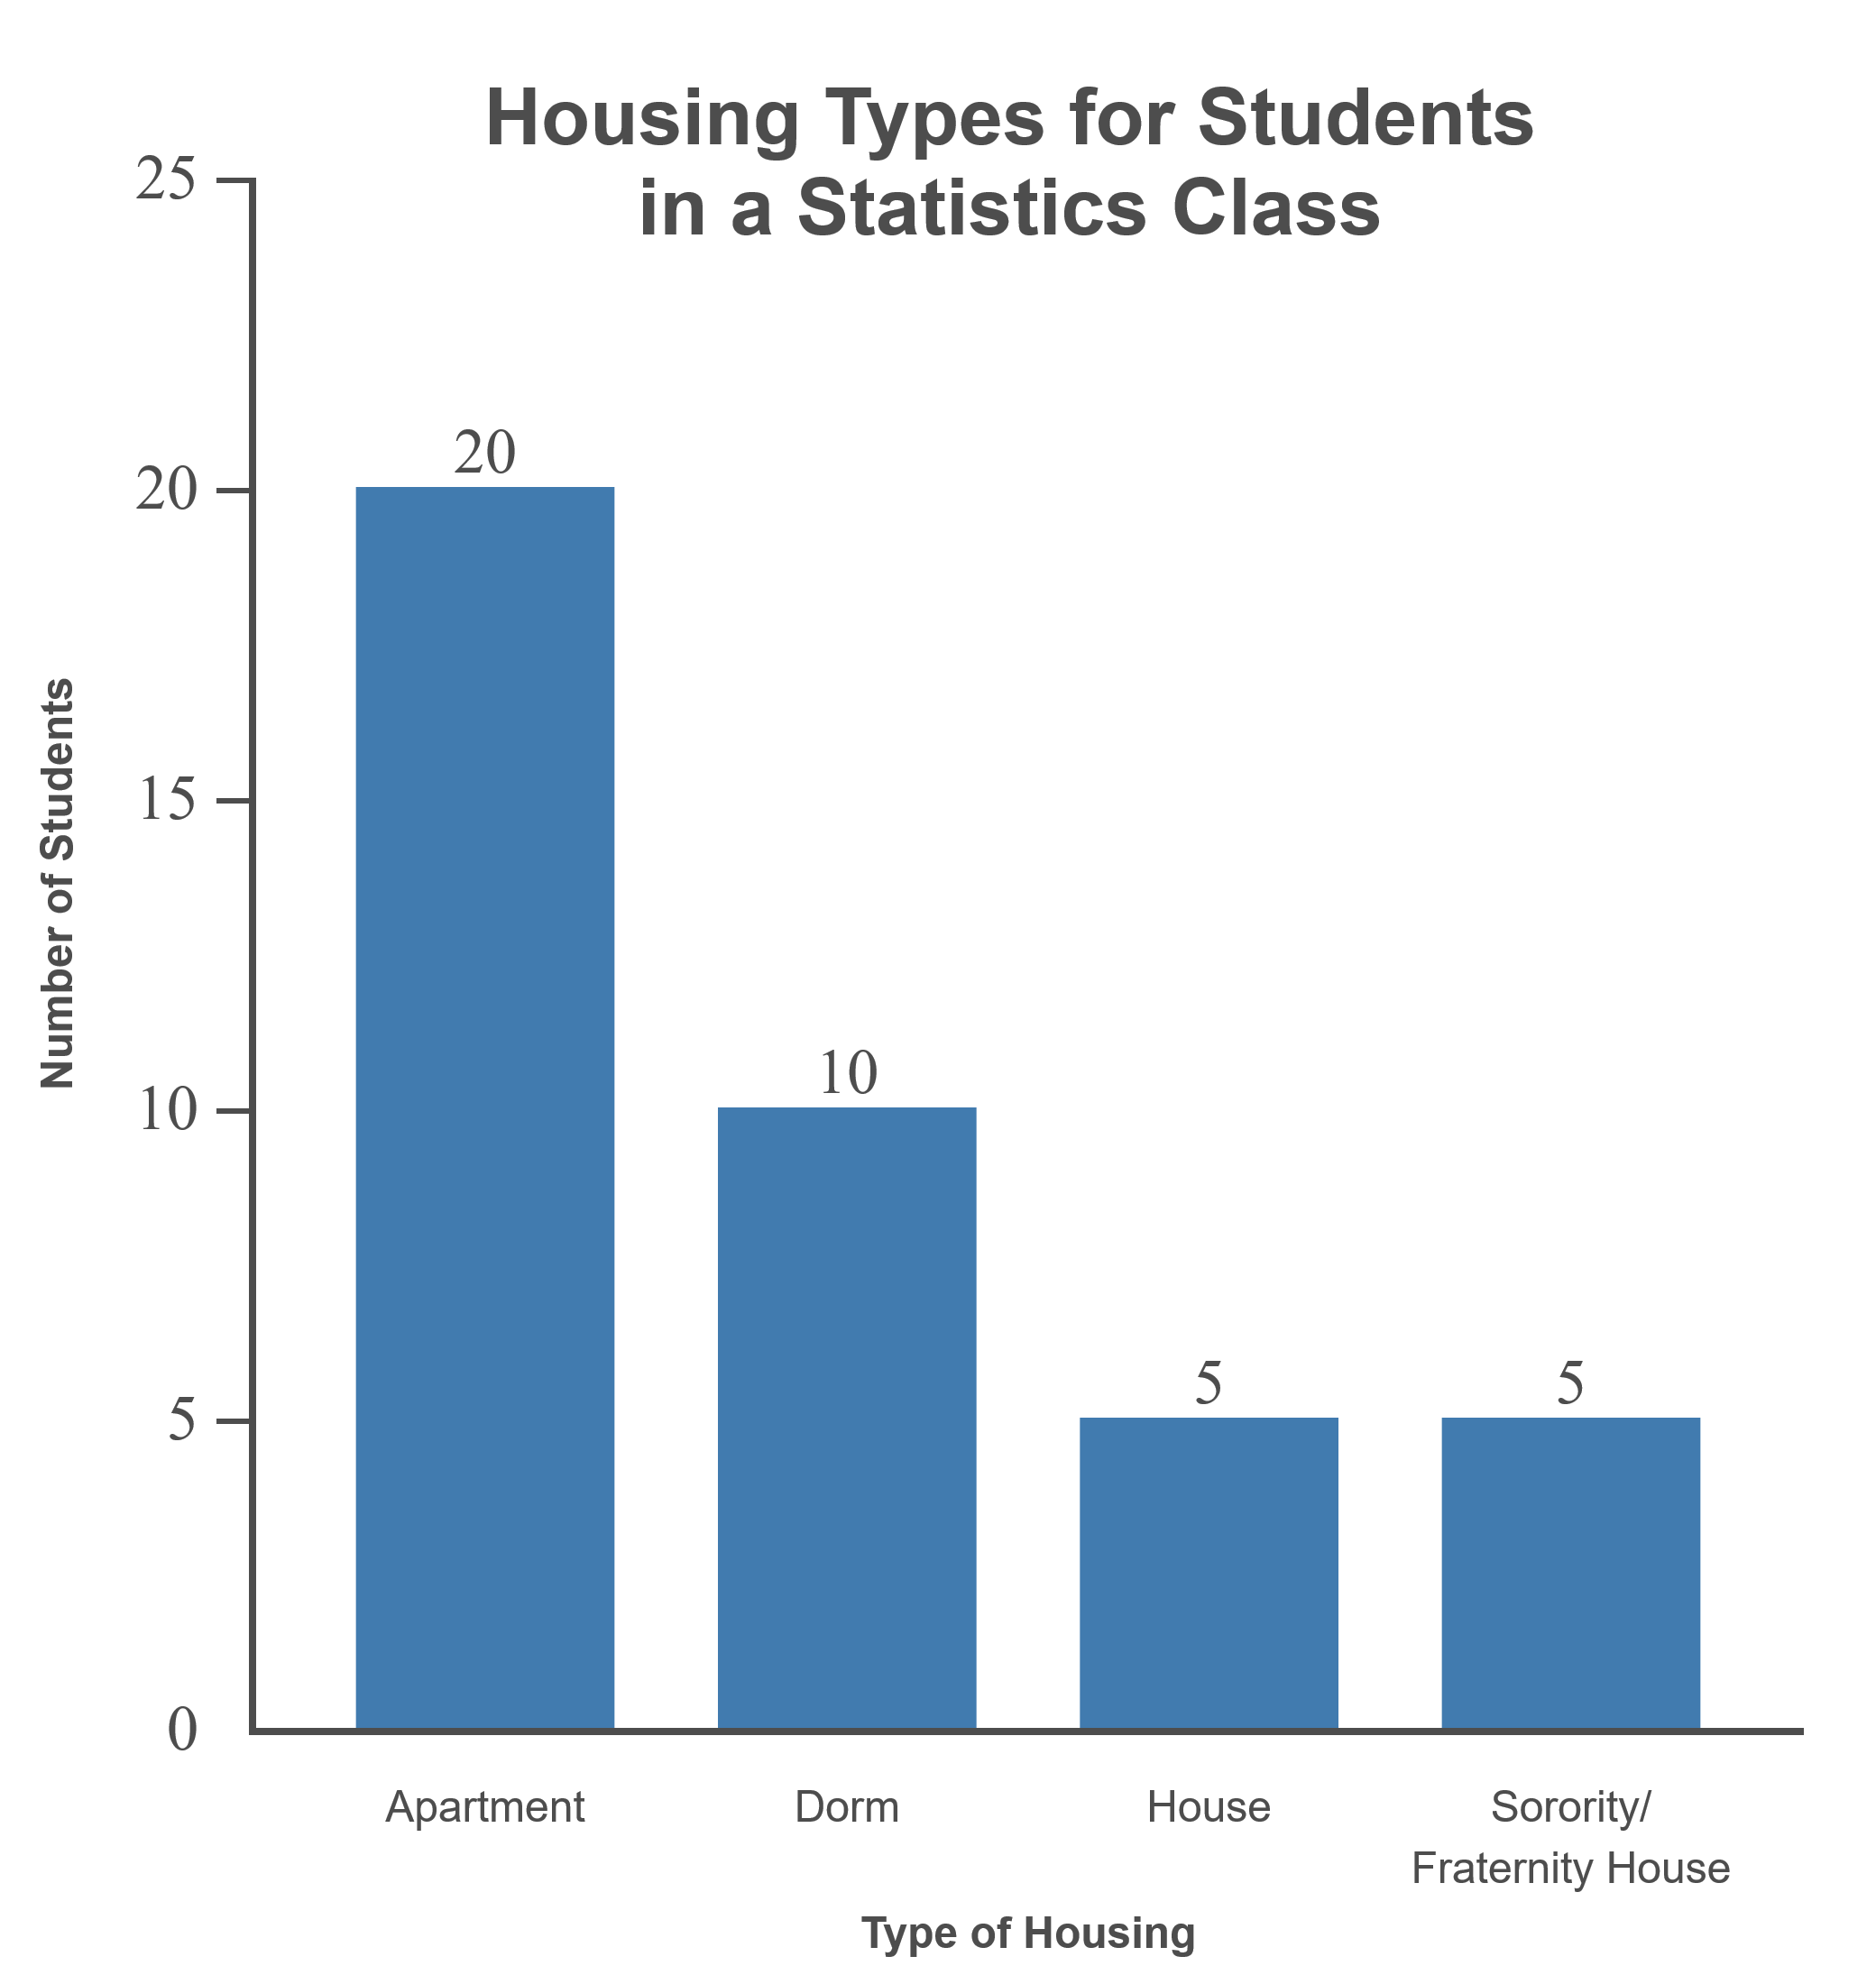 Housing Types for Students
in a Statistics Class
25
20
15
10
5
0
Number of Students
20
10
5
5
Apartment
Dorm
House
Sorority/
Fraternity House
Type of Housing